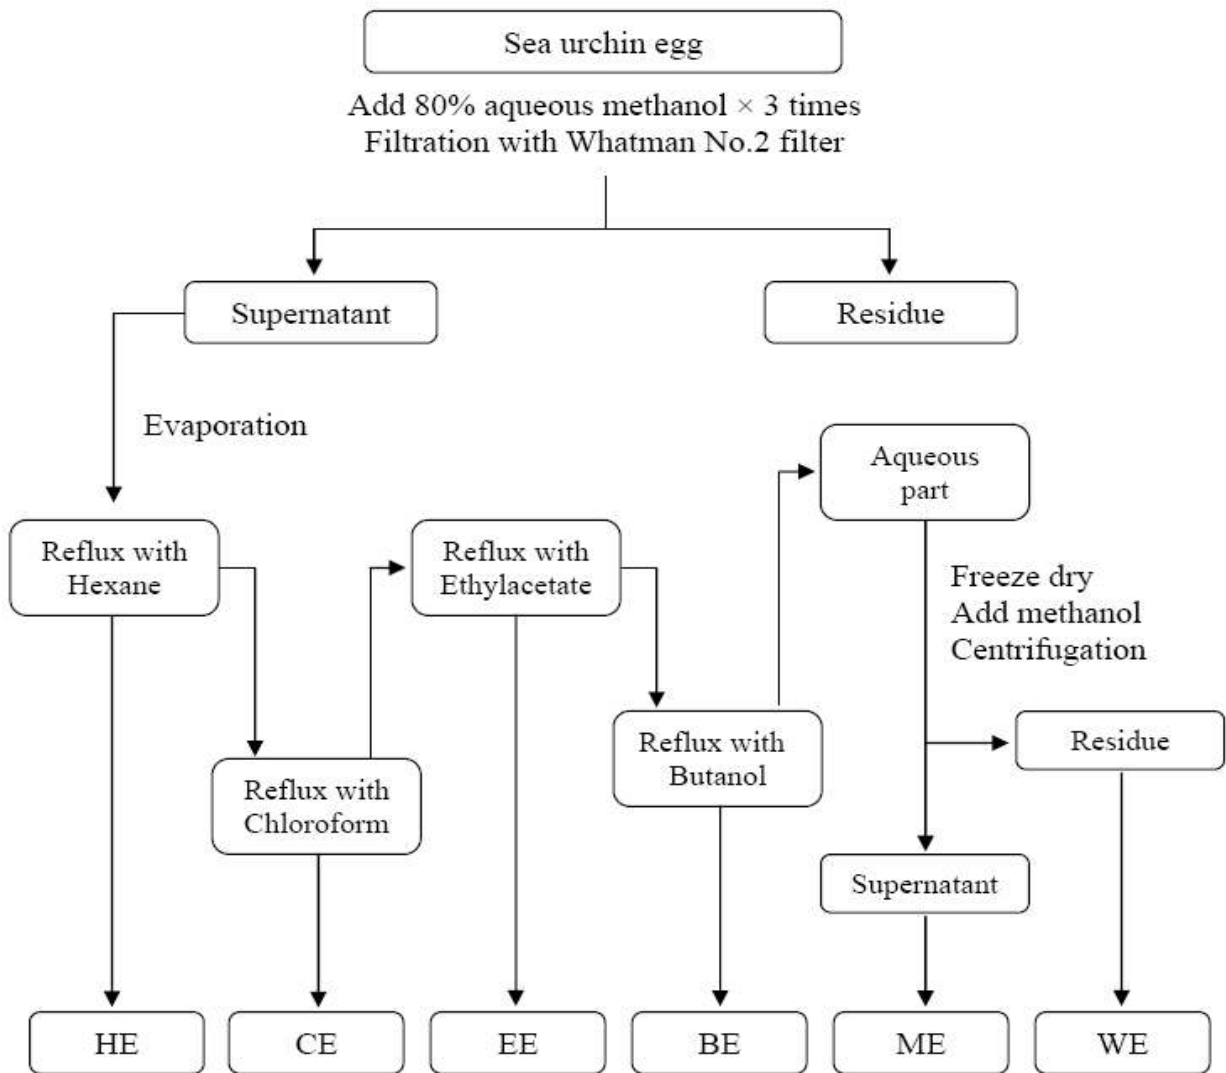 Sea urchin egg
Add 80% aqueous methanol × 3 times
Filtration with Whatman No.2 filter
Supernatant
Residue
Evaporation
Aqueous
part
Reflux with
Hexane
Reflux with
Ethylacetate
Freeze dry
Add methanol
Centrifugation
Reflux with
Butanol
Residue
Reflux with
Chloroform
Supernatant
HE
CE
EE
BE
ME
WE